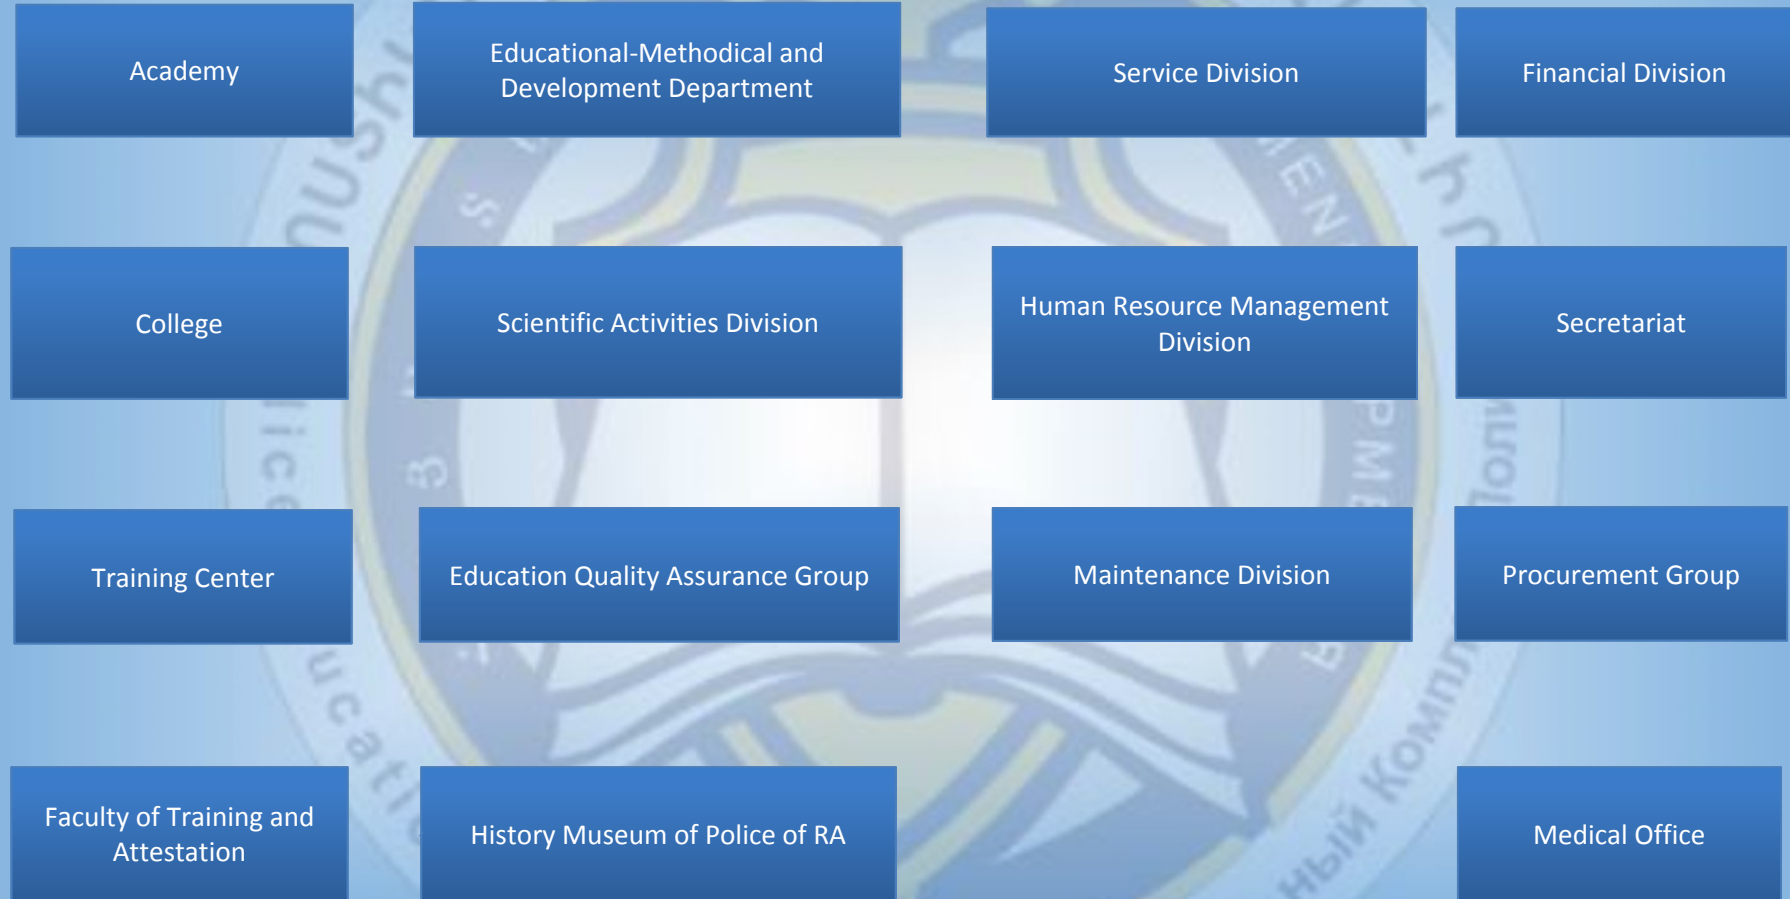 Academy
Educational-Methodical and
Development Department
Service Division
Financial Division
College
Scientific Activities Division
Human Resource Management
Division
Secretariat
Training Center
Education Quality Assurance Group
Maintenance Division
Procurement Group
Faculty of Training and
Attestation
History Museum of Police of RA
Medical Office